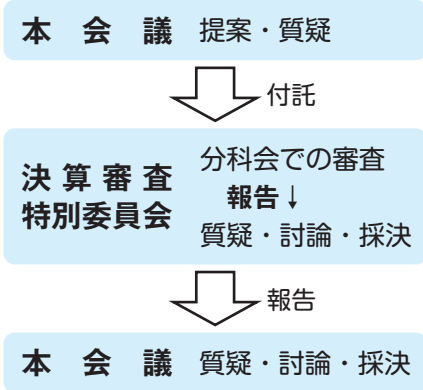 本会議 提案・質疑
付託
決算審査特別委員会
分科会での審査
報告↓
質疑・討論・採決
報告
本会議 質疑・討論・採決